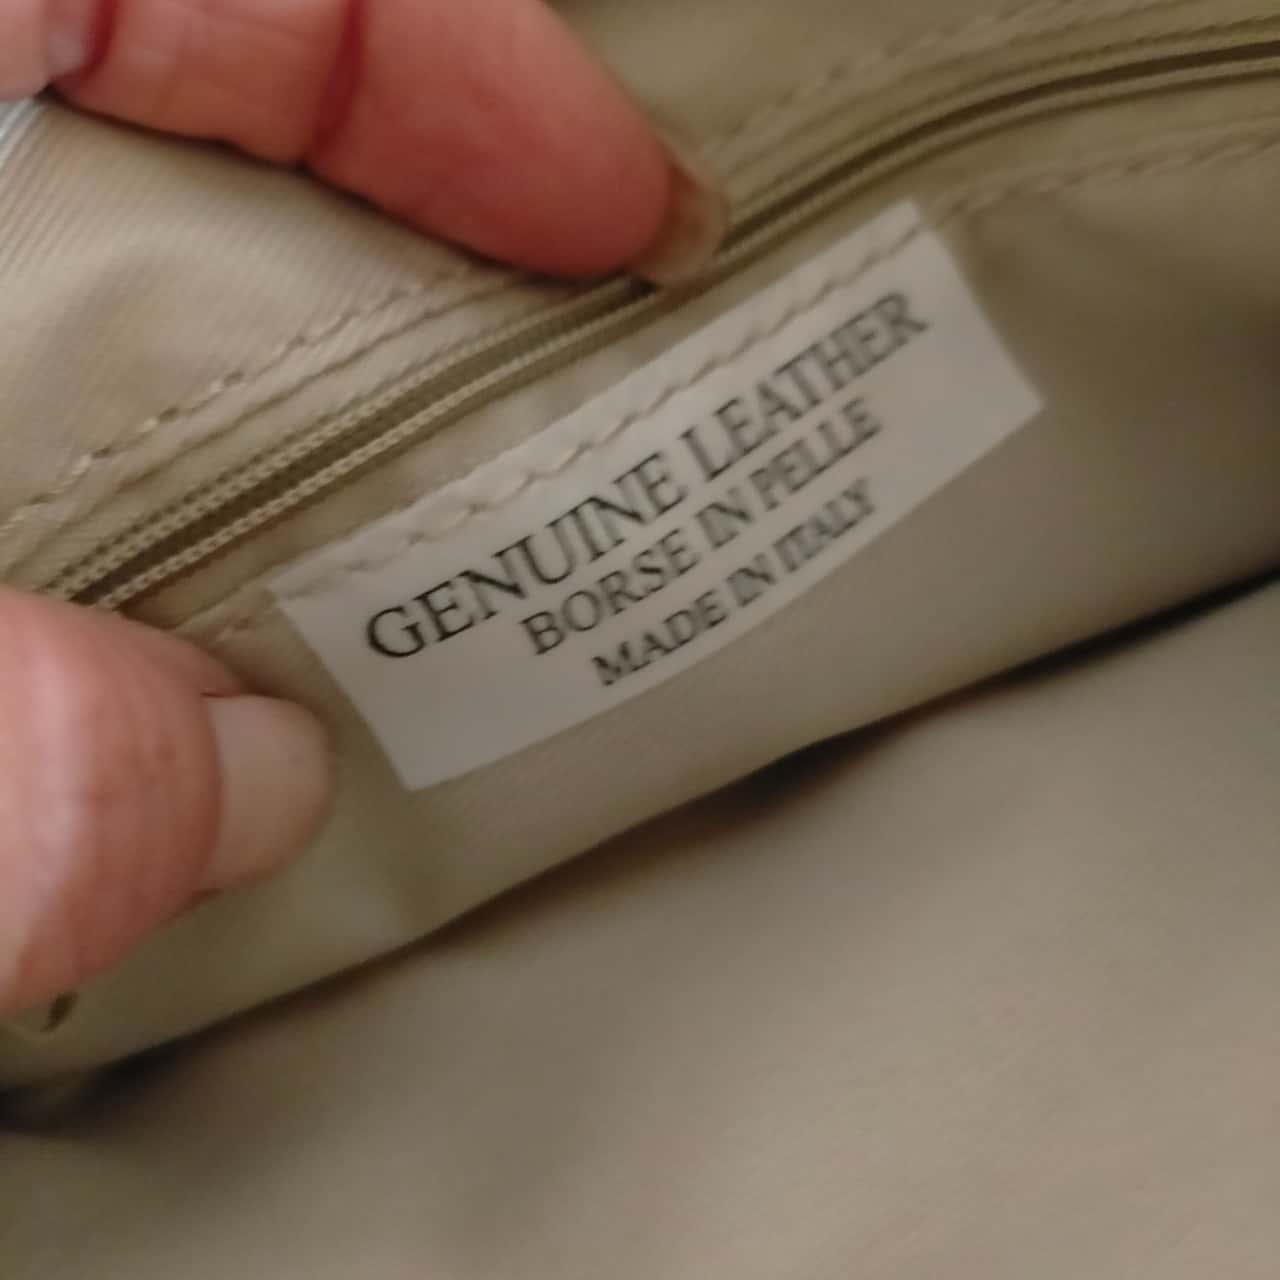 GENUINE LEATHER
BORSE IN PELLE
MADE IN ITALY